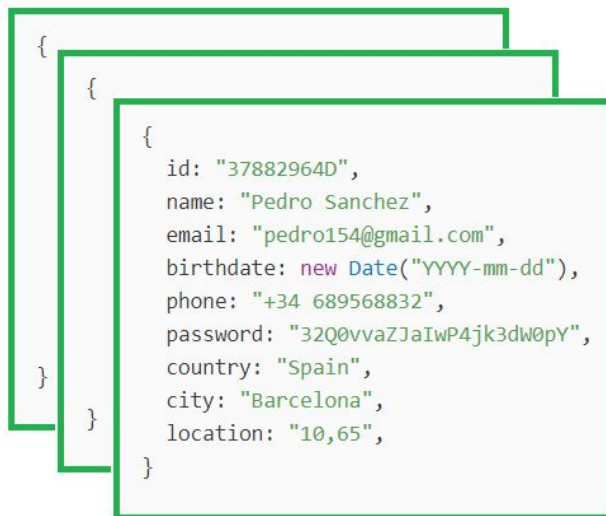 {
{
{
id: "37882964D",
name: "Pedro Sanchez",
email: "pedro154@gmail.com",
birthdate: new Date("YYYY-mm-dd"),
phone: "+34 689568832",
password: "32Q0vvaZJaIwP4jk3dW0pY",
country: "Spain",
city: "Barcelona",
location: "10,65",
}
}
}